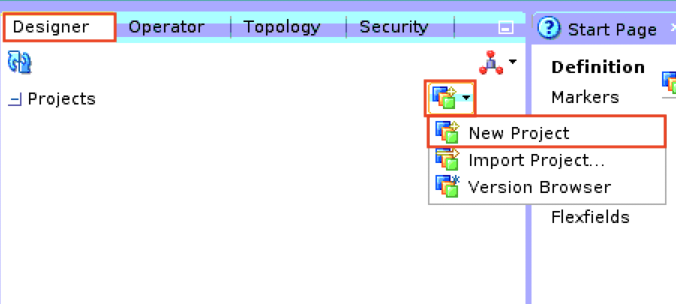 Designer Operator Topology Security
Projects
New Project
Import Project...
Version Browser
? Start Page
Definition
Markers
Flexfields